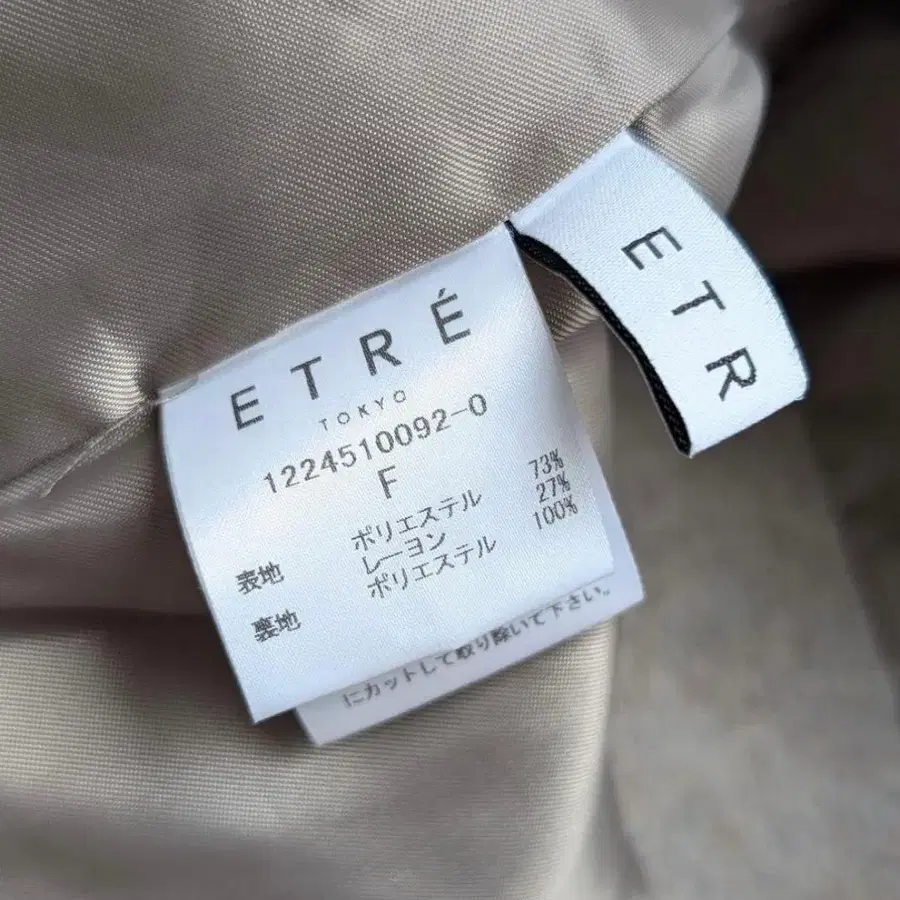 ETRÉ
TOKYO
1224510092-0
F
表地 ポリエステル 73%
レーヨン 27%
裏地 ポリエステル 100%
にカットして取り除いて下さい。
ETR